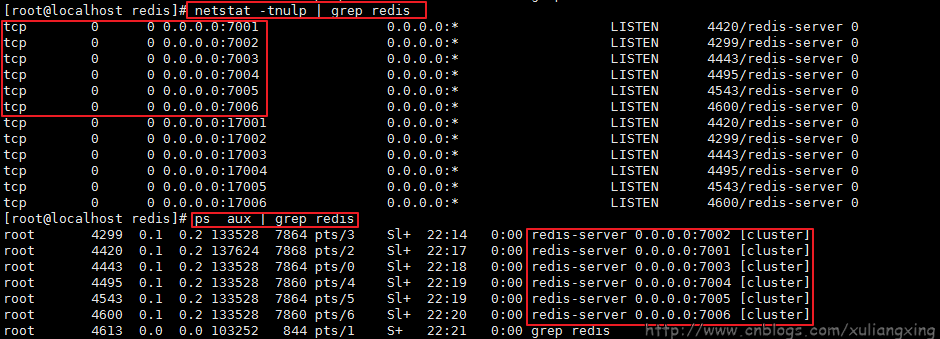 [root@localhost redis]# netstat -tnulp | grep redis
tcp 0 0 0.0.0.0:7001 0.0.0.0:* LISTEN 4420/redis-server 0
tcp 0 0 0.0.0.0:7002 0.0.0.0:* LISTEN 4299/redis-server 0
tcp 0 0 0.0.0.0:7003 0.0.0.0:* LISTEN 4443/redis-server 0
tcp 0 0 0.0.0.0:7004 0.0.0.0:* LISTEN 4495/redis-server 0
tcp 0 0 0.0.0.0:7005 0.0.0.0:* LISTEN 4543/redis-server 0
tcp 0 0 0.0.0.0:7006 0.0.0.0:* LISTEN 4600/redis-server 0
tcp 0 0 0.0.0.0:17001 0.0.0.0:* LISTEN 4420/redis-server 0
tcp 0 0 0.0.0.0:17002 0.0.0.0:* LISTEN 4299/redis-server 0
tcp 0 0 0.0.0.0:17003 0.0.0.0:* LISTEN 4443/redis-server 0
tcp 0 0 0.0.0.0:17004 0.0.0.0:* LISTEN 4495/redis-server 0
tcp 0 0 0.0.0.0:17005 0.0.0.0:* LISTEN 4543/redis-server 0
tcp 0 0 0.0.0.0:17006 0.0.0.0:* LISTEN 4600/redis-server 0
[root@localhost redis]# ps aux | grep redis
root 4299 0.1 0.2 133528 7864 pts/3 Sl+ 22:14 0:00 redis-server 0.0.0.0:7002 [cluster]
root 4420 0.1 0.2 137624 7868 pts/2 Sl+ 22:17 0:00 redis-server 0.0.0.0:7001 [cluster]
root 4443 0.1 0.2 133528 7864 pts/0 Sl+ 22:18 0:00 redis-server 0.0.0.0:7003 [cluster]
root 4495 0.1 0.2 133528 7860 pts/4 Sl+ 22:19 0:00 redis-server 0.0.0.0:7004 [cluster]
root 4543 0.1 0.2 133528 7864 pts/5 Sl+ 22:19 0:00 redis-server 0.0.0.0:7005 [cluster]
root 4600 0.1 0.2 133528 7860 pts/6 Sl+ 22:20 0:00 redis-server 0.0.0.0:7006 [cluster]
root 4613 0.0 0.0 103252 844 pts/1 S+ 22:21 0:00 grep redis
http://www.cnblogs.com/xuliangxing